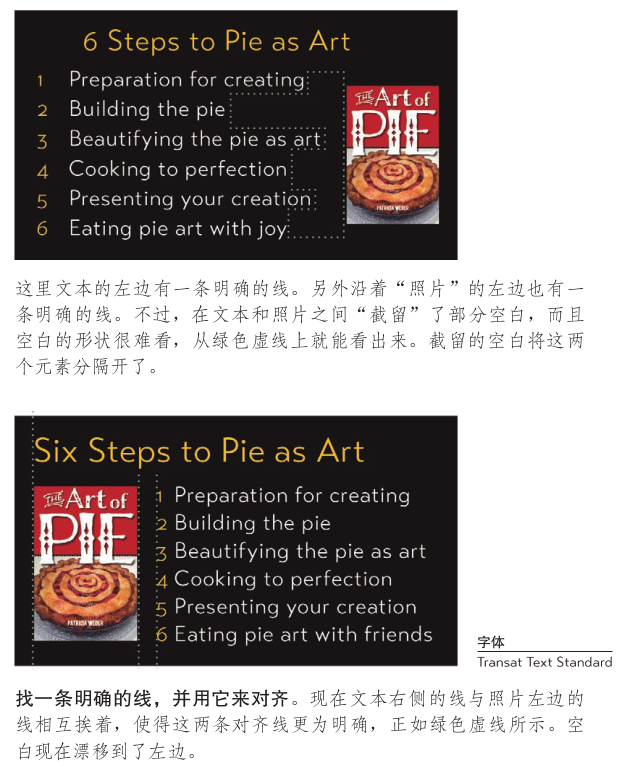 6 Steps to Pie as Art
1 Preparation for creating
2 Building the pie
3 Beautifying the pie as art
4 Cooking to perfection
5 Presenting your creation
6 Eating pie art with joy
THE Art of
PIE
PATRICIA WEBER
这里文本的左边有一条明确的线。另外沿着“照片”的左边也有一
条明确的线。不过，在文本和照片之间“截留”了部分空白，而且
空白的形状很难看，从绿色虚线上就能看出来。截留的空白将这两
个元素分隔开了。
Six Steps to Pie as Art
THE Art of
PIE
PATRICIA WEBER
1 Preparation for creating
2 Building the pie
3 Beautifying the pie as art
4 Cooking to perfection
5 Presenting your creation
6 Eating pie art with friends
字体
Transat Text Standard
找一条明确的线，并用它来对齐。现在文本右侧的线与照片左边的
线相互挨着，使得这两条对齐线更为明确，正如绿色虚线所示。空
白现在漂移到了左边。